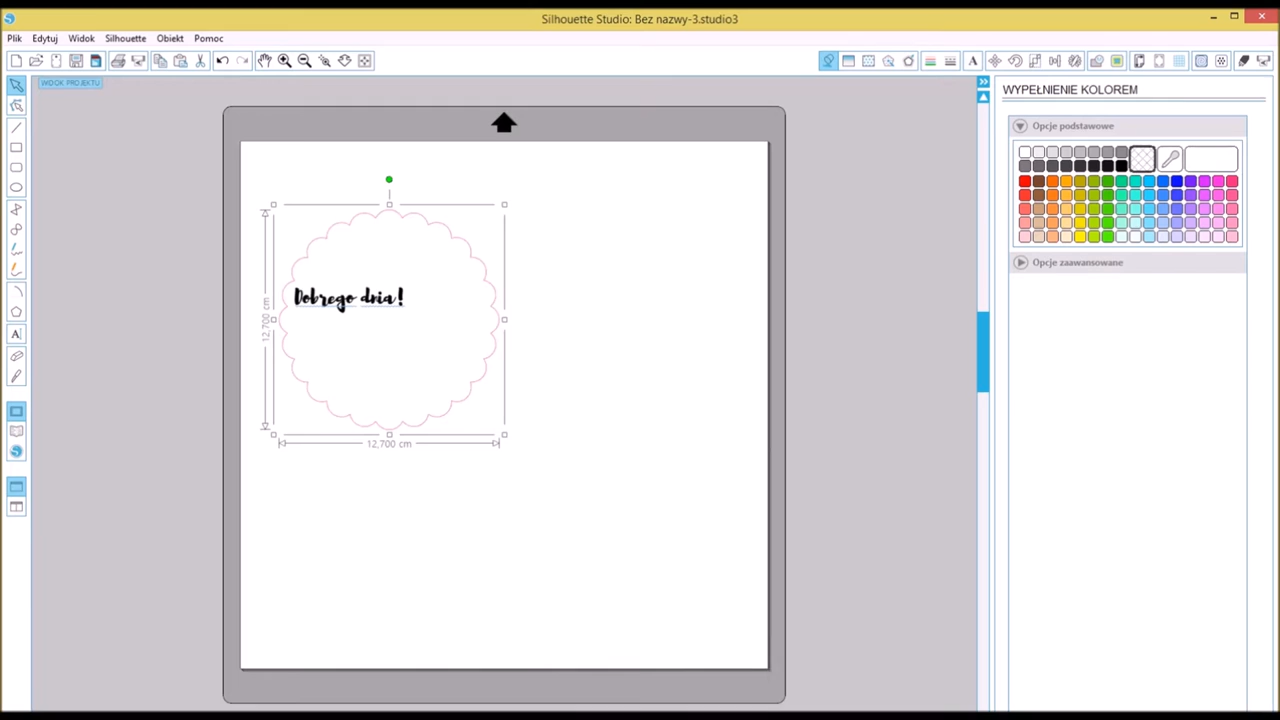 Silhouette Studio: Bez nazwy-3.studio3
Plik Edytuj Widok Silhouette Obiekt Pomoc
WIDOK PROJEKTU
WYPEŁNIENIE KOLOREM
Opcje podstawowe
Opcje zaawansowane
Dobrego dnia!
12,700 cm
12,700 cm